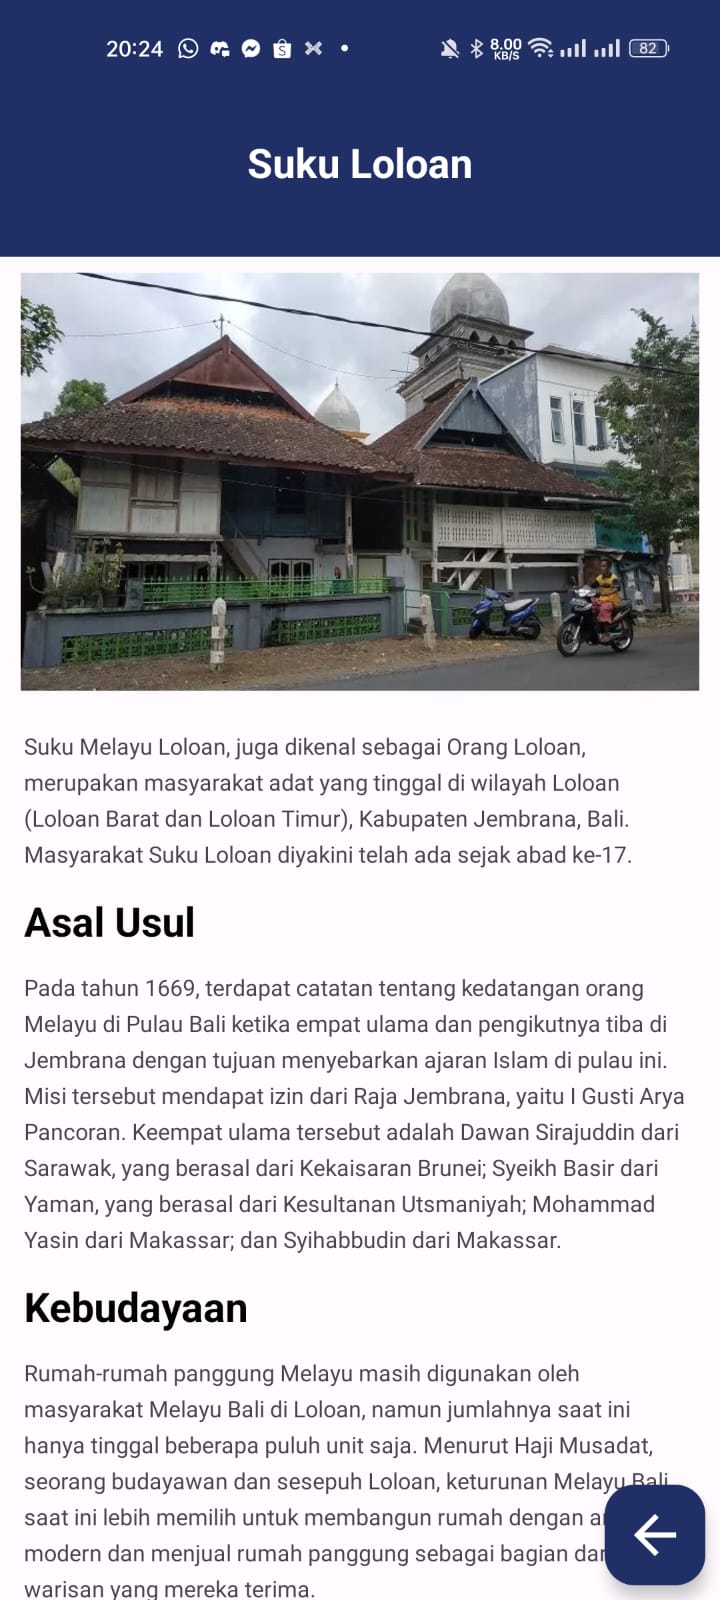 20:24
8.00
KB/S
82
Suku Loloan
Suku Melayu Loloan, juga dikenal sebagai Orang Loloan,
merupakan masyarakat adat yang tinggal di wilayah Loloan
(Loloan Barat dan Loloan Timur), Kabupaten Jembrana, Bali.
Masyarakat Suku Loloan diyakini telah ada sejak abad ke-17.
Asal Usul
Pada tahun 1669, terdapat catatan tentang kedatangan orang
Melayu di Pulau Bali ketika empat ulama dan pengikutnya tiba di
Jembrana dengan tujuan menyebarkan ajaran Islam di pulau ini.
Misi tersebut mendapat izin dari Raja Jembrana, yaitu I Gusti Arya
Pancoran. Keempat ulama tersebut adalah Dawan Sirajuddin dari
Sarawak, yang berasal dari Kekaisaran Brunei; Syeikh Basir dari
Yaman, yang berasal dari Kesultanan Utsmaniyah; Mohammad
Yasin dari Makassar; dan Syihabbudin dari Makassar.
Kebudayaan
Rumah-rumah panggung Melayu masih digunakan oleh
masyarakat Melayu Bali di Loloan, namun jumlahnya saat ini
hanya tinggal beberapa puluh unit saja. Menurut Haji Musadat,
seorang budayawan dan sesepuh Loloan, keturunan Melayu Bali
saat ini lebih memilih untuk membangun rumah dengan
modern dan menjual rumah panggung sebagai bagian
warisan yang mereka terima.